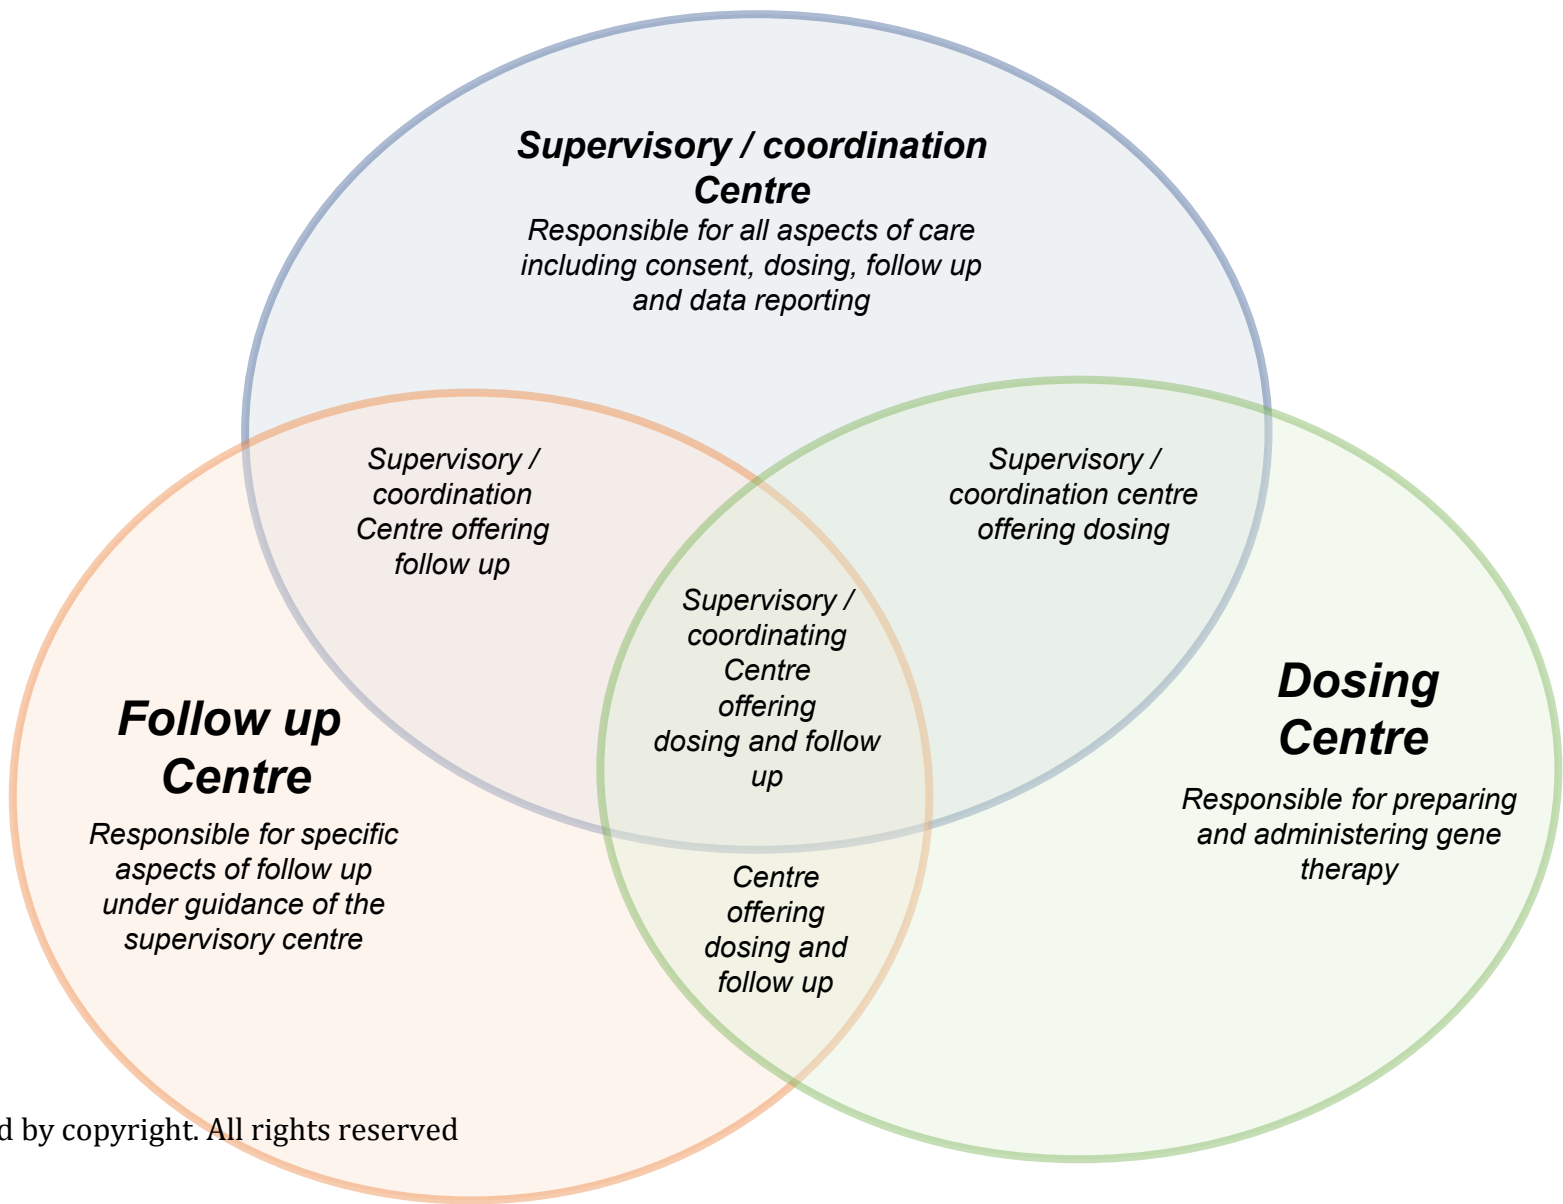 Supervisory / coordination
Centre
Responsible for all aspects of care
including consent, dosing, follow up
and data reporting
Supervisory /
coordination
Centre offering
follow up
Supervisory /
coordination centre
offering dosing
Supervisory /
coordinating
Centre
offering
dosing and follow
up
Follow up
Centre
Responsible for specific
aspects of follow up
under guidance of the
supervisory centre
Dosing
Centre
Responsible for preparing
and administering gene
therapy
Centre
offering
dosing and
follow up
d by copyright. All rights reserved